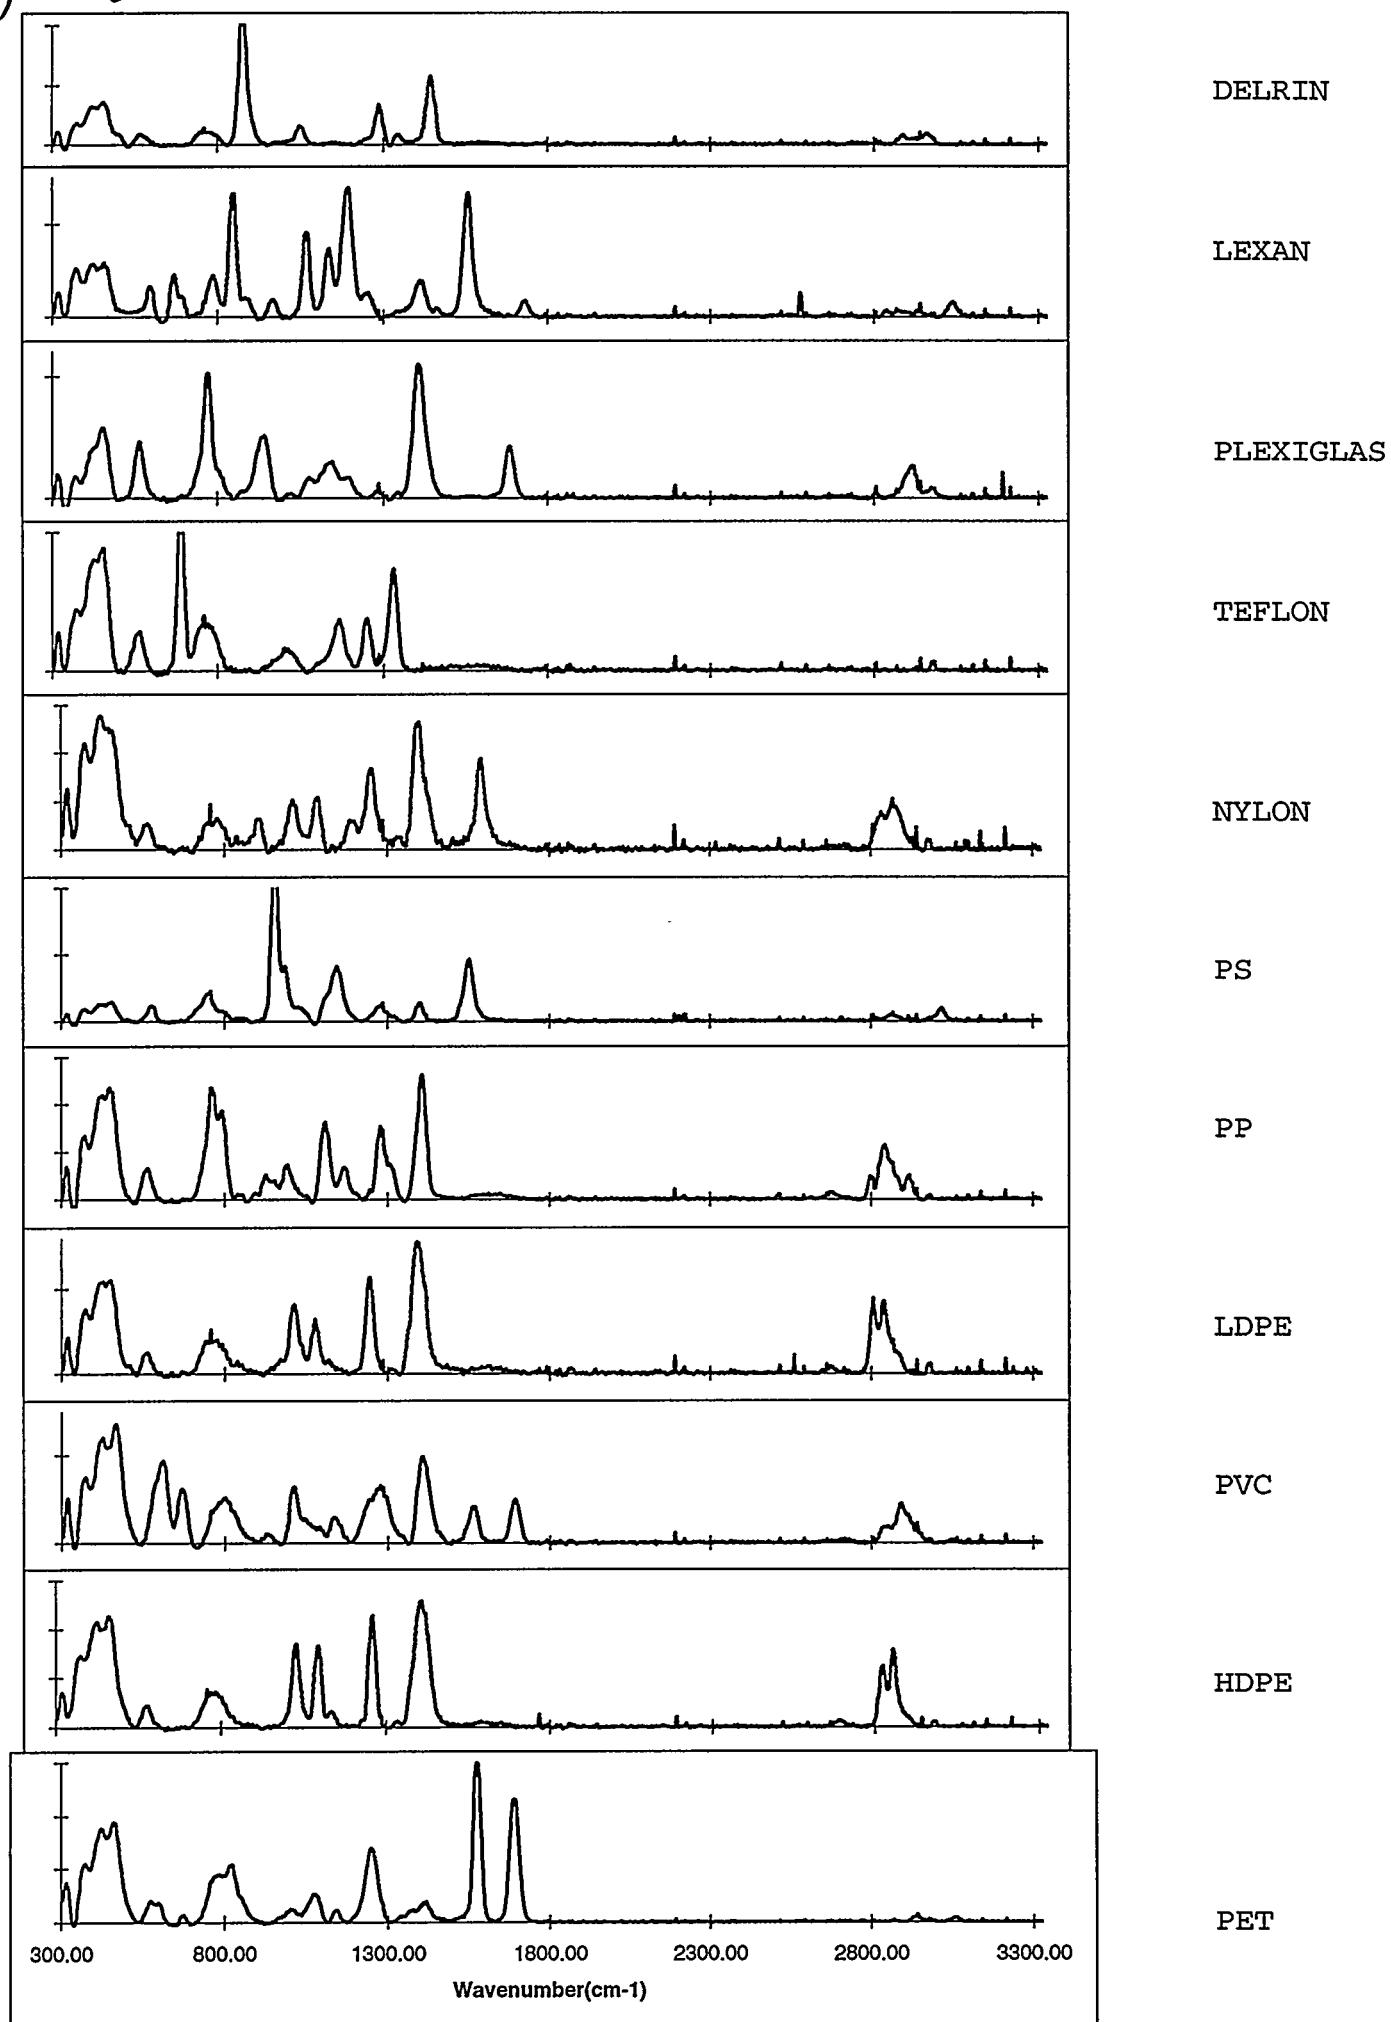 )
DELRIN
LEXAN
PLEXIGLAS
TEFLON
NYLON
PS
PP
LDPE
PVC
HDPE
PET
300.00 800.00 1300.00 1800.00 2300.00 2800.00 3300.00
Wavenumber(cm-1)